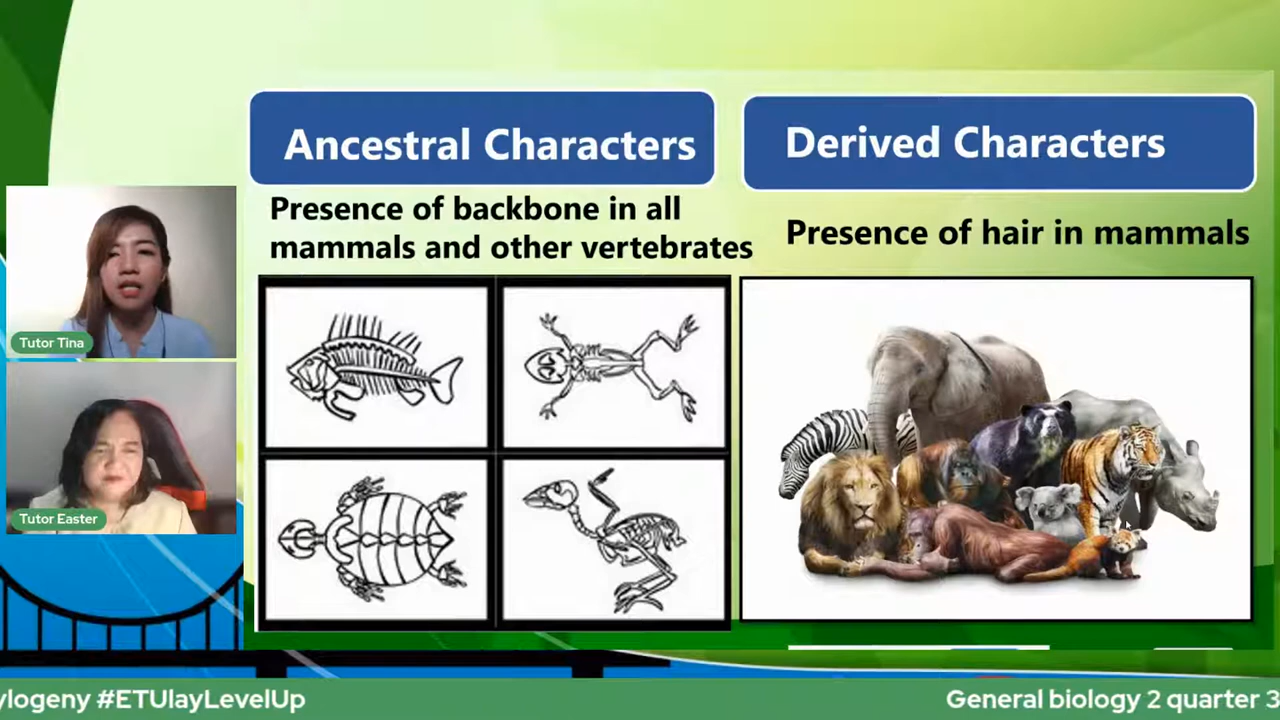 Ancestral Characters
Derived Characters
Presence of backbone in all
mammals and other vertebrates
Presence of hair in mammals
Tutor Tina
Tutor Easter
ylogeny #ETUlayLevelUp
General biology 2 quarter 3